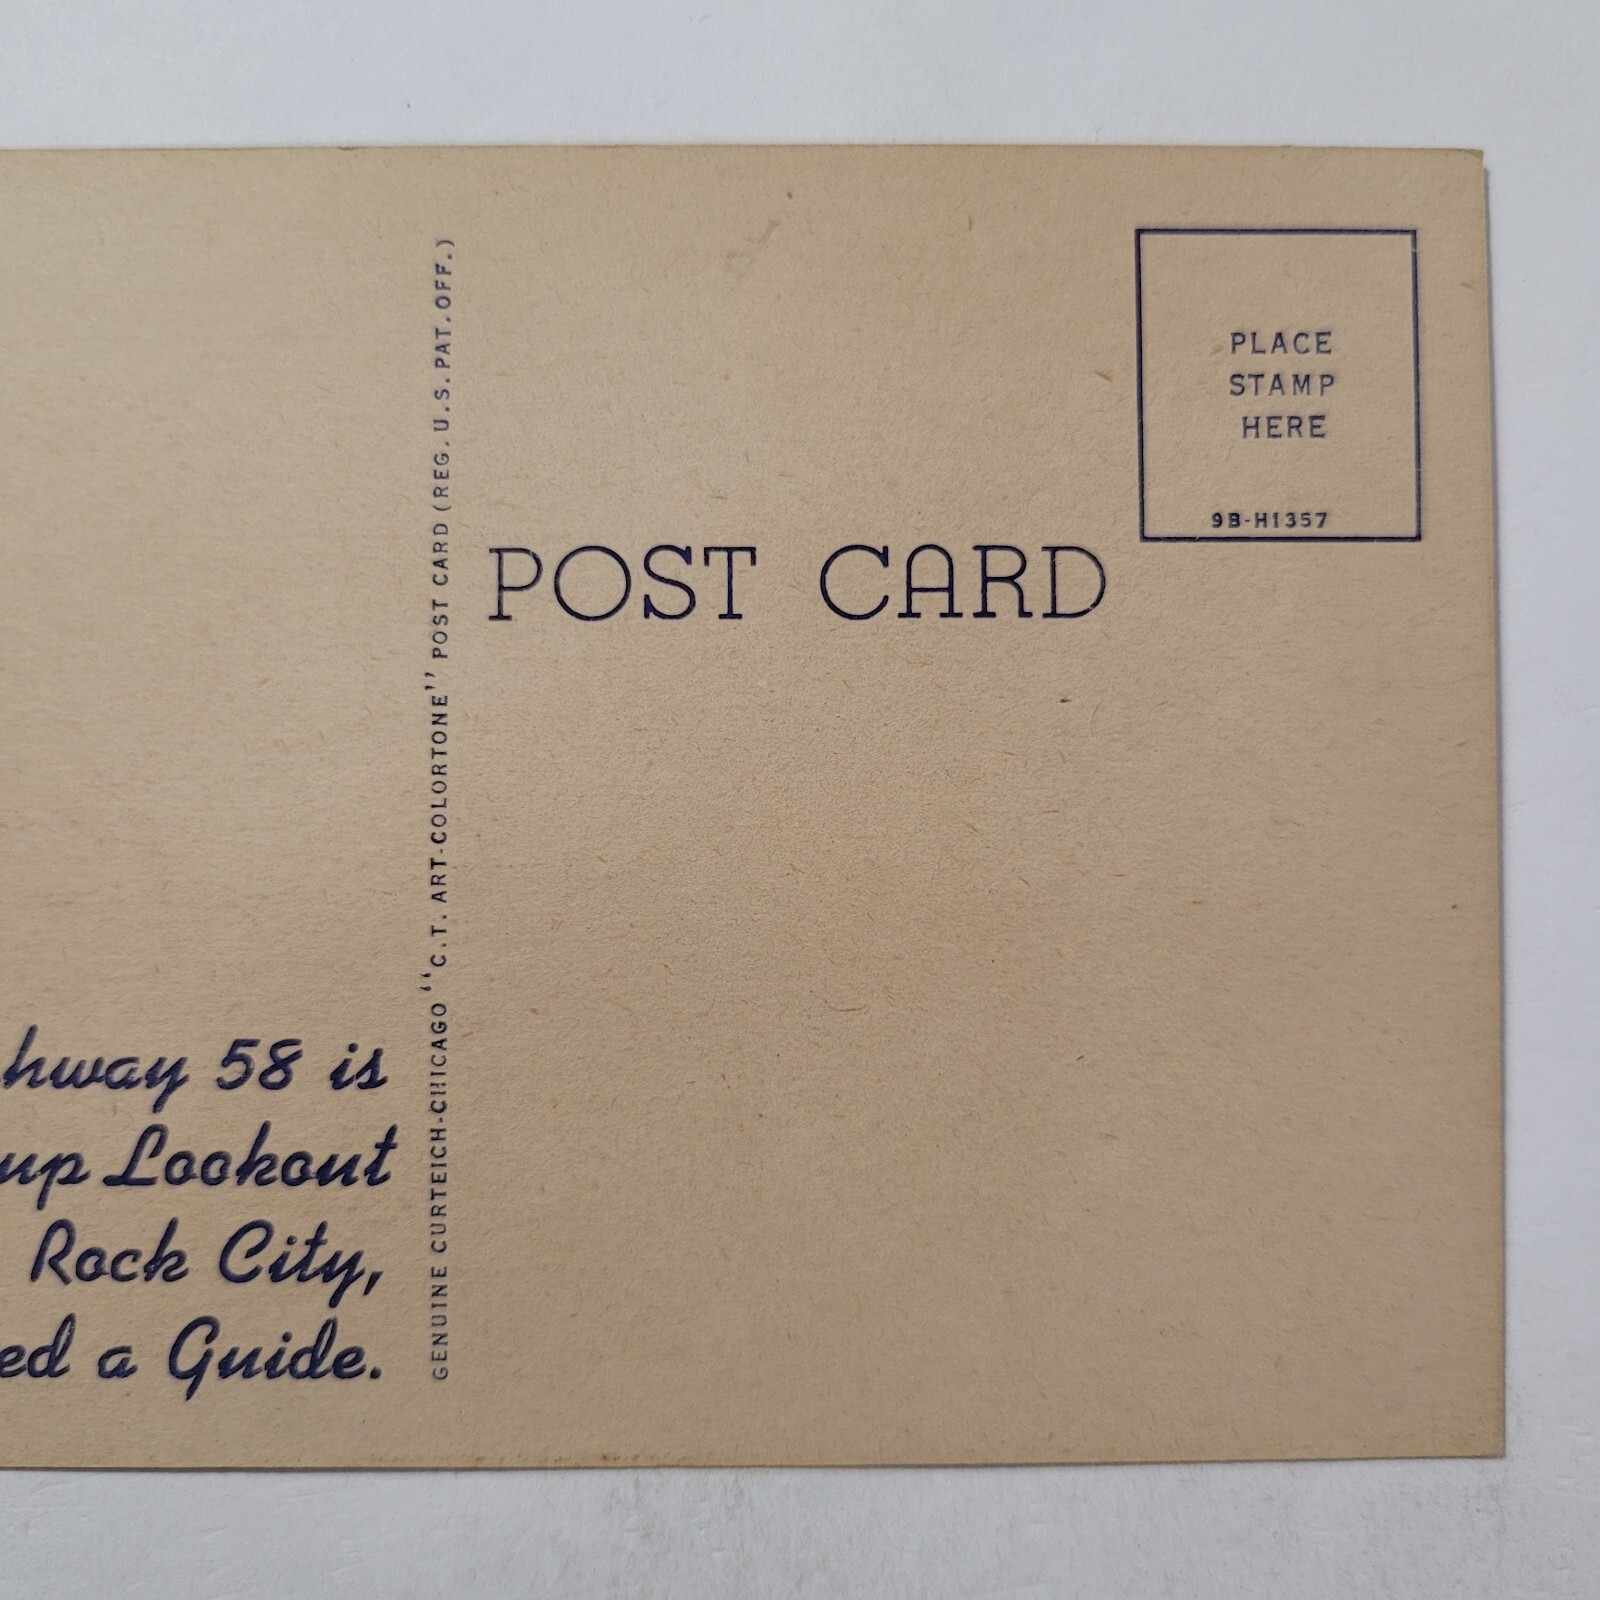 PLACE
STAMP
HERE
9B-H1357
POST CARD
GENUINE CURTEICH-CHICAGO "C.T. ART-COLORTONE" POST CARD (REG. U.S. PAT. OFF.)
hway 58 is
up Lookout
Rock City,
ed a Guide.